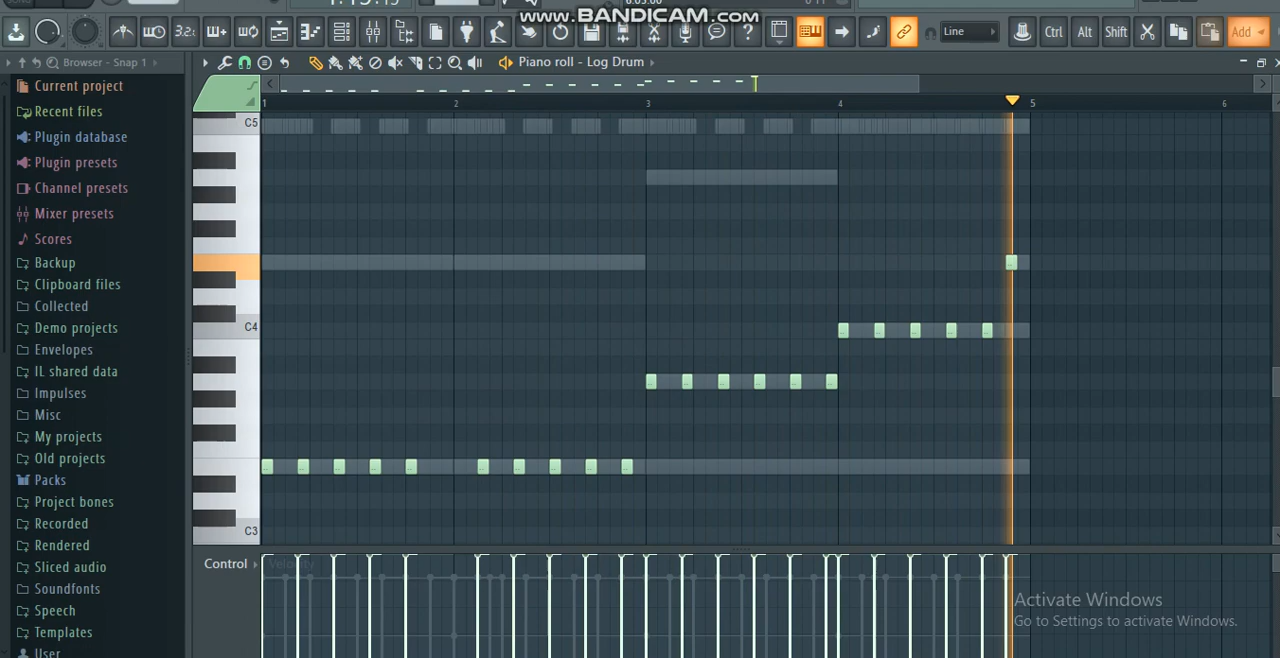 www.BANDICAM.com
3.2:
Line
Ctrl
Alt
Shift
Add
Browser - Snap 1
Piano roll - Log Drum
Current project
Recent files
Plugin database
Plugin presets
Channel presets
Mixer presets
Scores
Backup
Clipboard files
Collected
Demo projects
Envelopes
IL shared data
Impulses
Misc
My projects
Old projects
Packs
Project bones
Recorded
Rendered
Sliced audio
Soundfonts
Speech
Templates
User
1 2 3 4 5 6
C5
C4
C3
Control
Velocity
Activate Windows
Go to Settings to activate Windows.